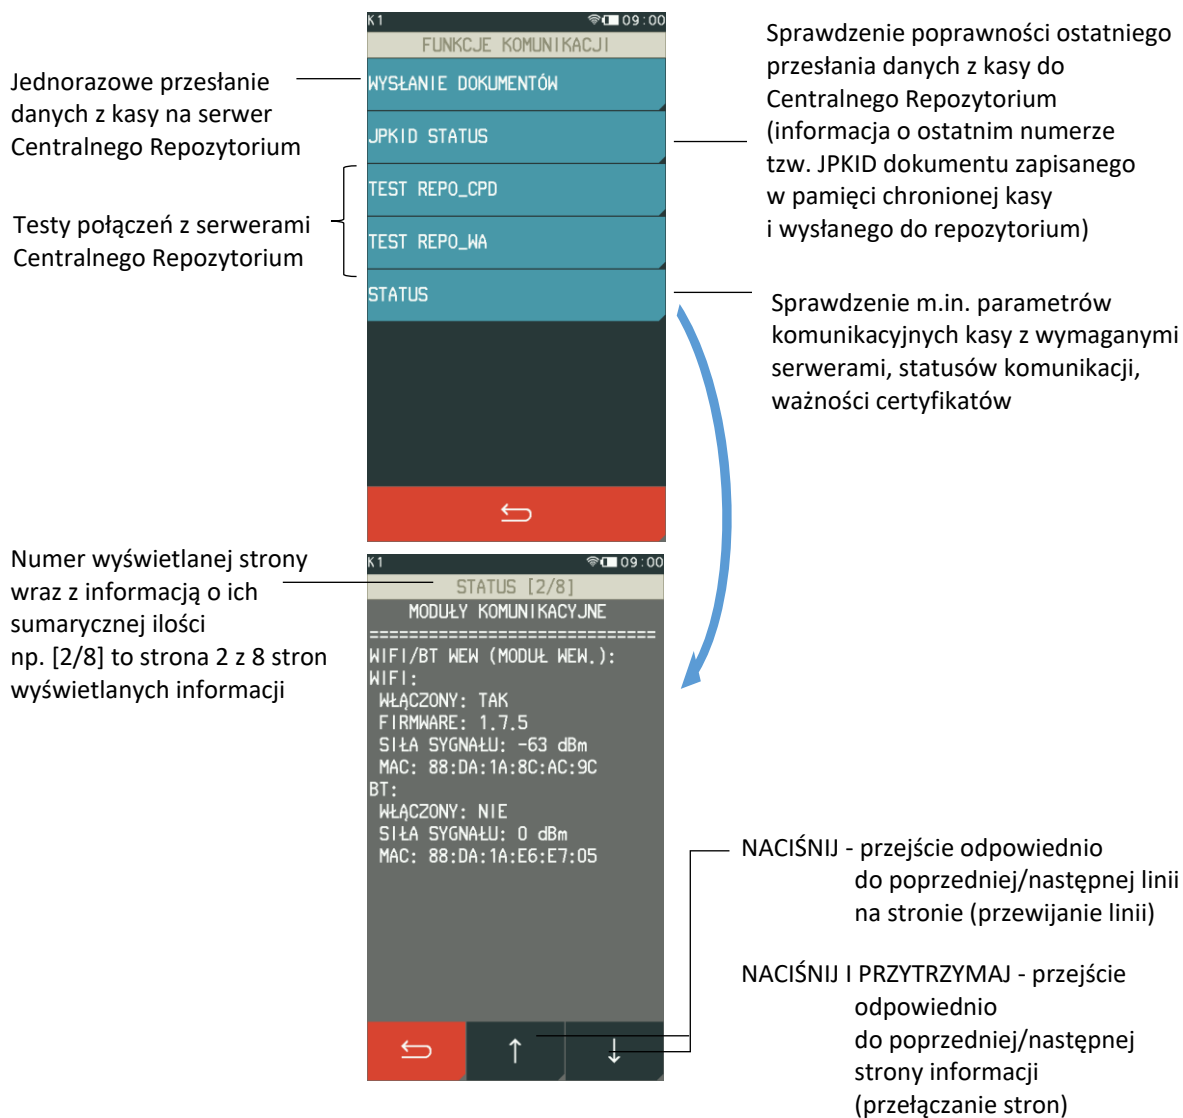 K1 09:00
FUNKCJE KOMUNIKACJI
WYSŁANIE DOKUMENTÓW
JPKID STATUS
TEST REPO_CPD
TEST REPO_WA
STATUS
Jednorazowe przesłanie
danych z kasy na serwer
Centralnego Repozytorium
Testy połączeń z serwerami
Centralnego Repozytorium
Sprawdzenie poprawności ostatniego
przesłania danych z kasy do
Centralnego Repozytorium
(informacja o ostatnim numerze
tzw. JPKID dokumentu zapisanego
w pamięci chronionej kasy
i wysłanego do repozytorium)
Sprawdzenie m.in. parametrów
komunikacyjnych kasy z wymaganymi
serwerami, statusów komunikacji,
ważności certyfikatów
Numer wyświetlanej strony
wraz z informacją o ich
sumarycznej ilości
np. [2/8] to strona 2 z 8 stron
wyświetlanych informacji
K1 09:00
STATUS [2/8]
MODUŁY KOMUNIKACYJNE
==============================
WIFI/BT WEW (MODUŁ WEW.):
WIFI:
WŁĄCZONY: TAK
FIRMWARE: 1.7.5
SIŁA SYGNAŁU: -63 dBm
MAC: 88:DA:1A:8C:AC:9C
BT:
WŁĄCZONY: NIE
SIŁA SYGNAŁU: 0 dBm
MAC: 88:DA:1A:E6:E7:05
NACIŚNIJ - przejście odpowiednio
do poprzedniej/następnej linii
na stronie (przewijanie linii)
NACIŚNIJ I PRZYTRZYMAJ - przejście
odpowiednio
do poprzedniej/następnej
strony informacji
(przełączanie stron)